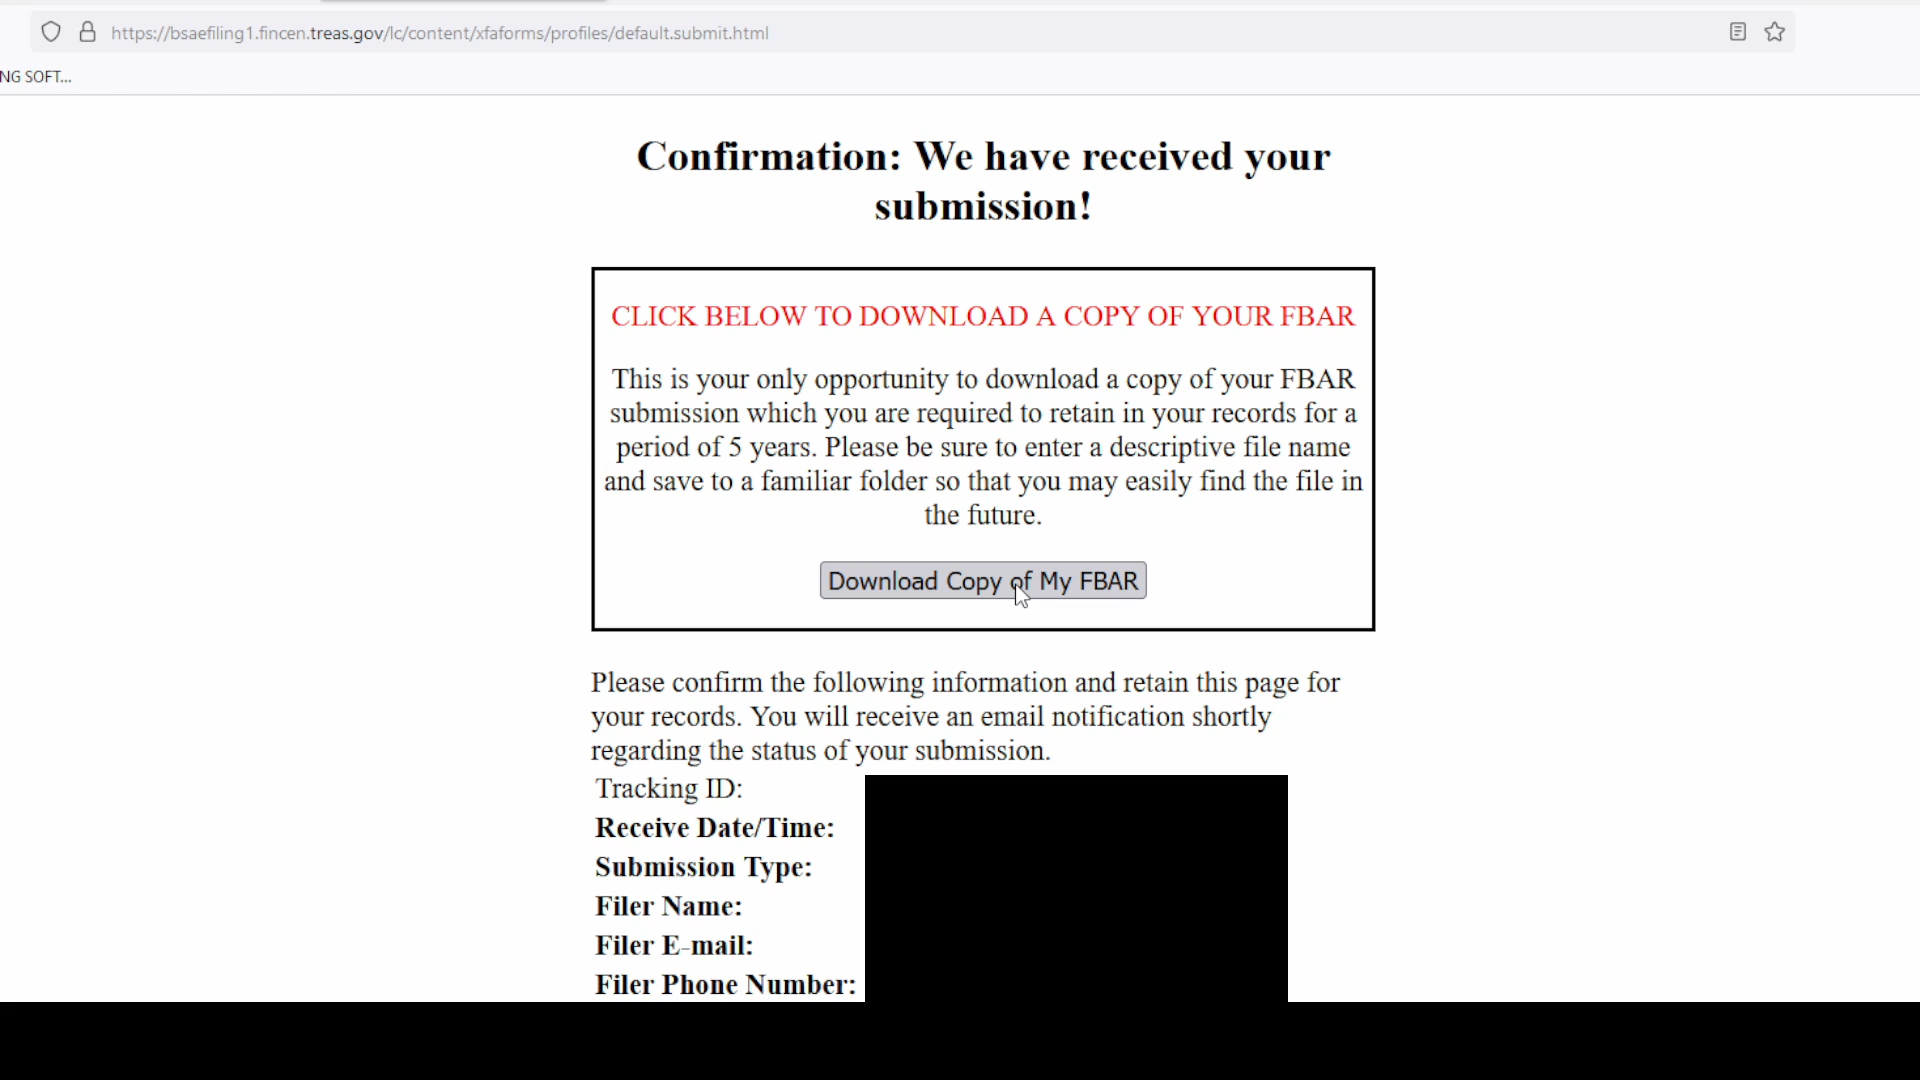 https://bsaefiling1.fincen.treas.gov/lc/content/xfaforms/profiles/default.submit.html
NG SOFT...
Confirmation: We have received your
submission!
CLICK BELOW TO DOWNLOAD A COPY OF YOUR FBAR
This is your only opportunity to download a copy of your FBAR
submission which you are required to retain in your records for a
period of 5 years. Please be sure to enter a descriptive file name
and save to a familiar folder so that you may easily find the file in
the future.
Download Copy of My FBAR
Please confirm the following information and retain this page for
your records. You will receive an email notification shortly
regarding the status of your submission.
Tracking ID:
Receive Date/Time:
Submission Type:
Filer Name:
Filer E-mail:
Filer Phone Number: